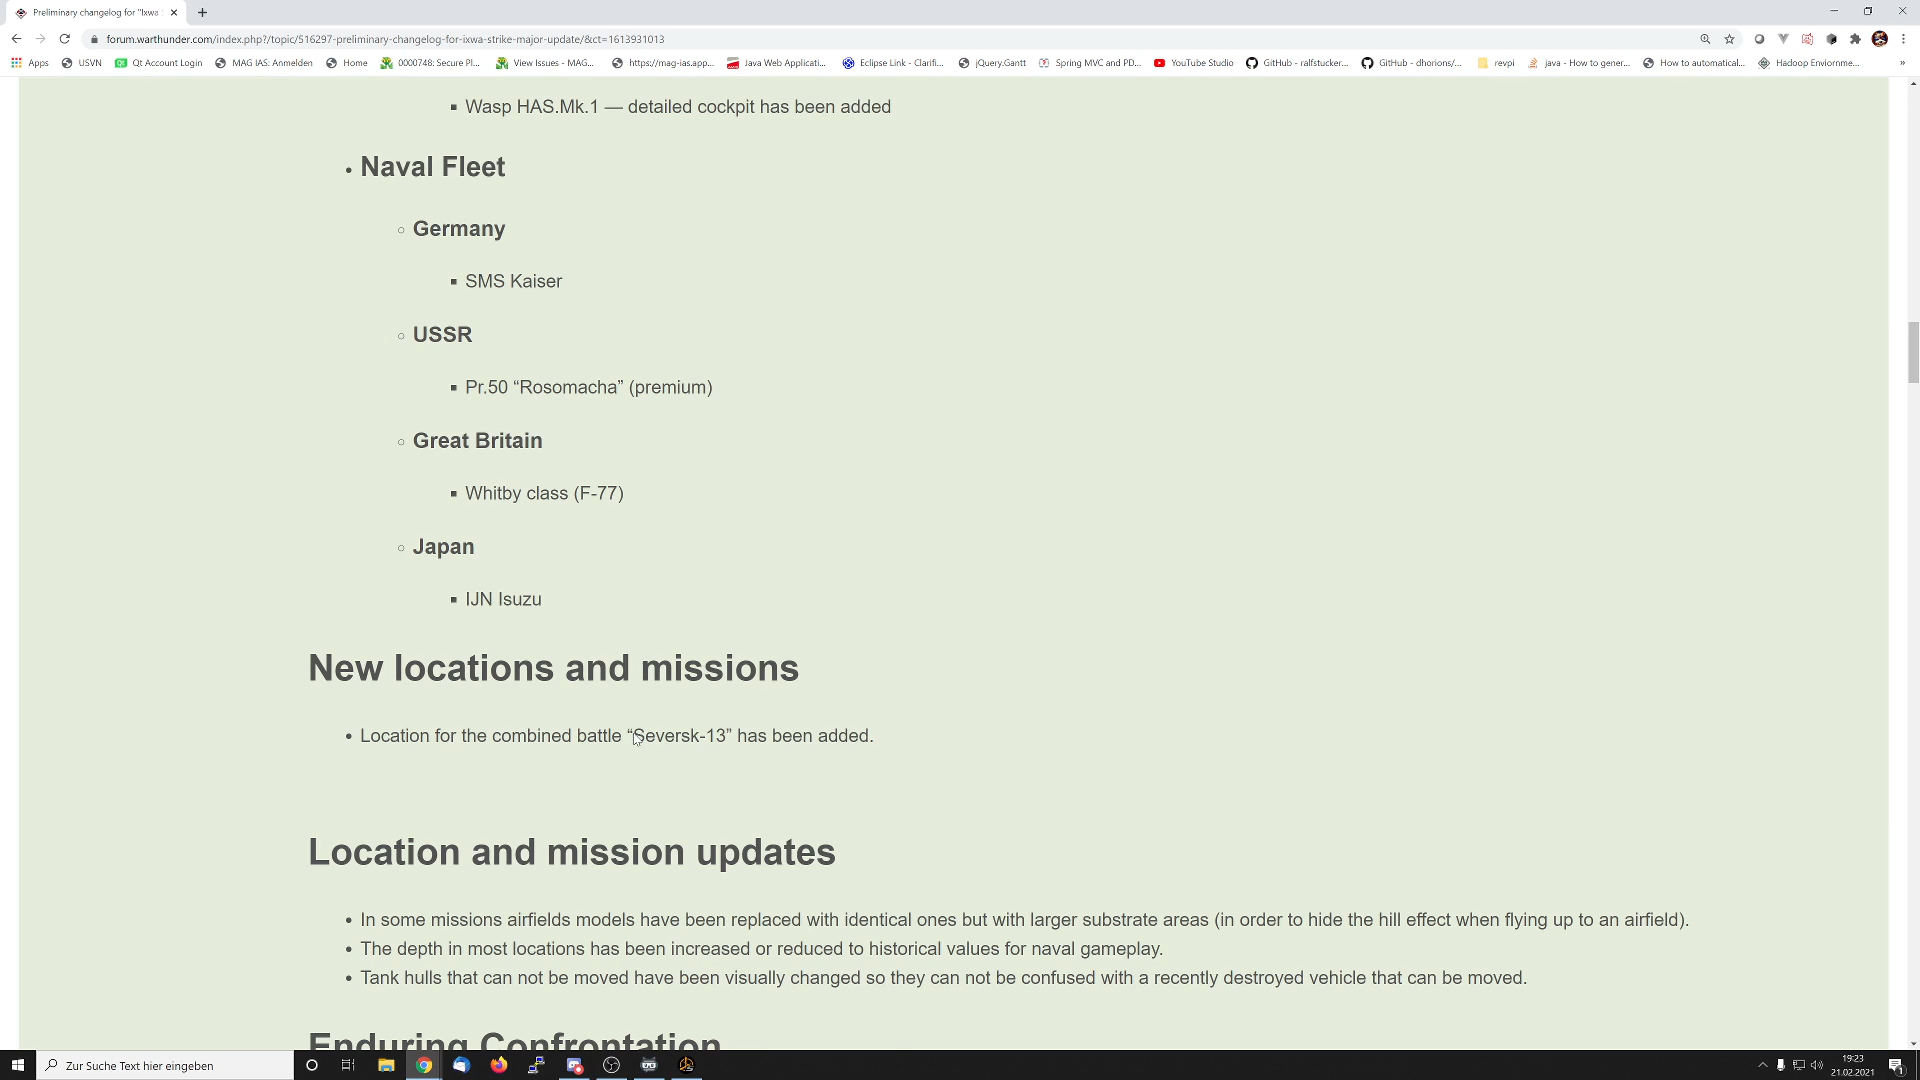 Preliminary changelog for "Ixwa S
forum.warthunder.com/index.php?/topic/516297-preliminary-changelog-for-ixwa-strike-major-update/&ct=1613931013
Apps USVN Qt Account Login MAG IAS: Anmelden Home 0000748: Secure Pl... View Issues - MAG... https://mag-ias.app... Java Web Applicati... Eclipse Link - Clarifi... jQuery.Gantt Spring MVC and PD... YouTube Studio GitHub - ralfstucker... GitHub - dhorions/... revpi java - How to gener... How to automatical... Hadoop Enviornme... »
Wasp HAS.Mk.1 — detailed cockpit has been added
Naval Fleet
Germany
SMS Kaiser
USSR
Pr.50 “Rosomacha” (premium)
Great Britain
Whitby class (F-77)
Japan
IJN Isuzu
New locations and missions
Location for the combined battle “Seversk-13” has been added.
Location and mission updates
In some missions airfields models have been replaced with identical ones but with larger substrate areas (in order to hide the hill effect when flying up to an airfield).
The depth in most locations has been increased or reduced to historical values for naval gameplay.
Tank hulls that can not be moved have been visually changed so they can not be confused with a recently destroyed vehicle that can be moved.
Enduring Confrontation
Zur Suche Text hier eingeben
19:23
21.02.2021
1